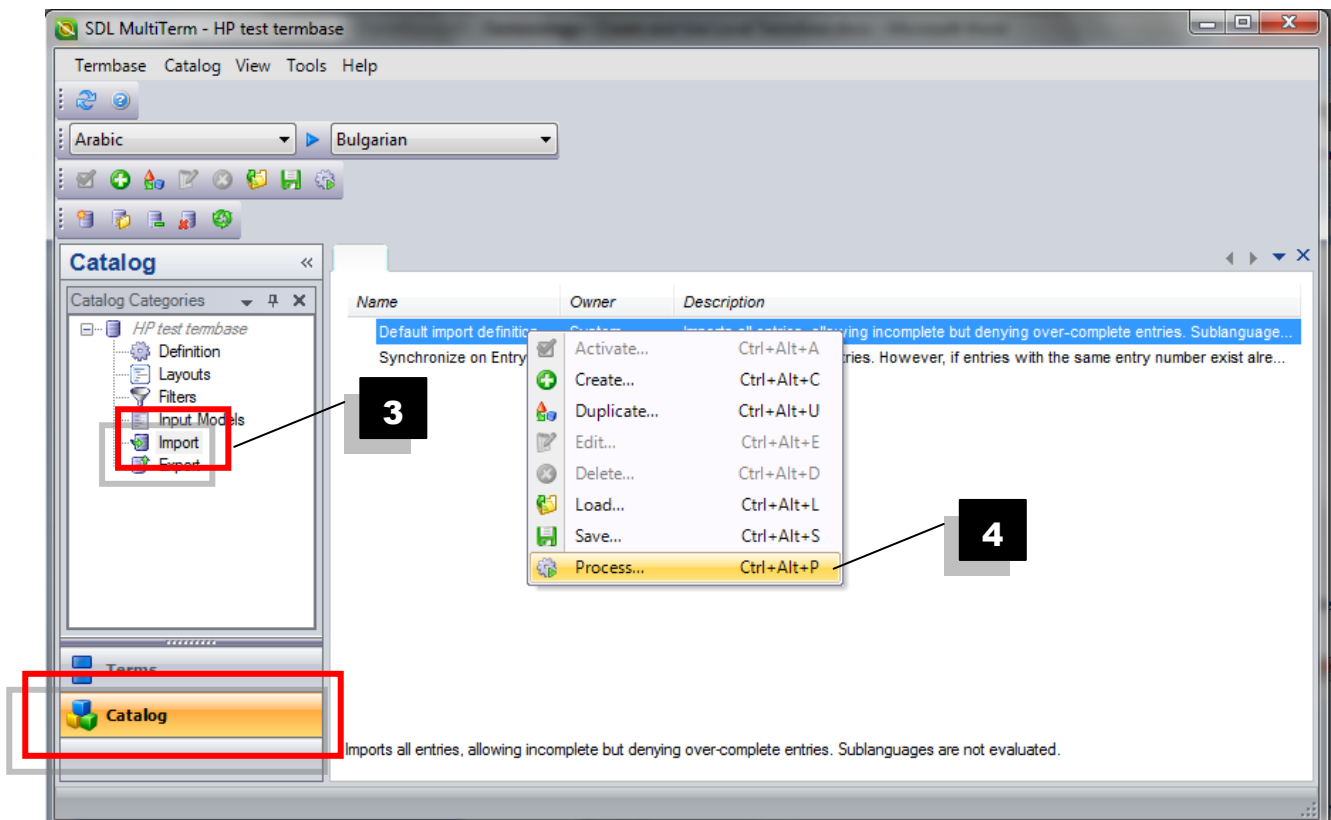 SDL MultiTerm - HP test termbase
Termbase Catalog View Tools Help
Arabic Bulgarian
Catalog
Catalog Categories
HP test termbase
Definition
Layouts
Filters
Input Models
Import
Export
Name Owner Description
Default import definition System Imports all entries, allowing incomplete but denying over-complete entries. Sublanguage...
Synchronize on Entry ries. However, if entries with the same entry number exist alre...
Activate... Ctrl+Alt+A
Create... Ctrl+Alt+C
Duplicate... Ctrl+Alt+U
Edit... Ctrl+Alt+E
Delete... Ctrl+Alt+D
Load... Ctrl+Alt+L
Save... Ctrl+Alt+S
Process... Ctrl+Alt+P
3
4
Terms
Catalog
Imports all entries, allowing incomplete but denying over-complete entries. Sublanguages are not evaluated.